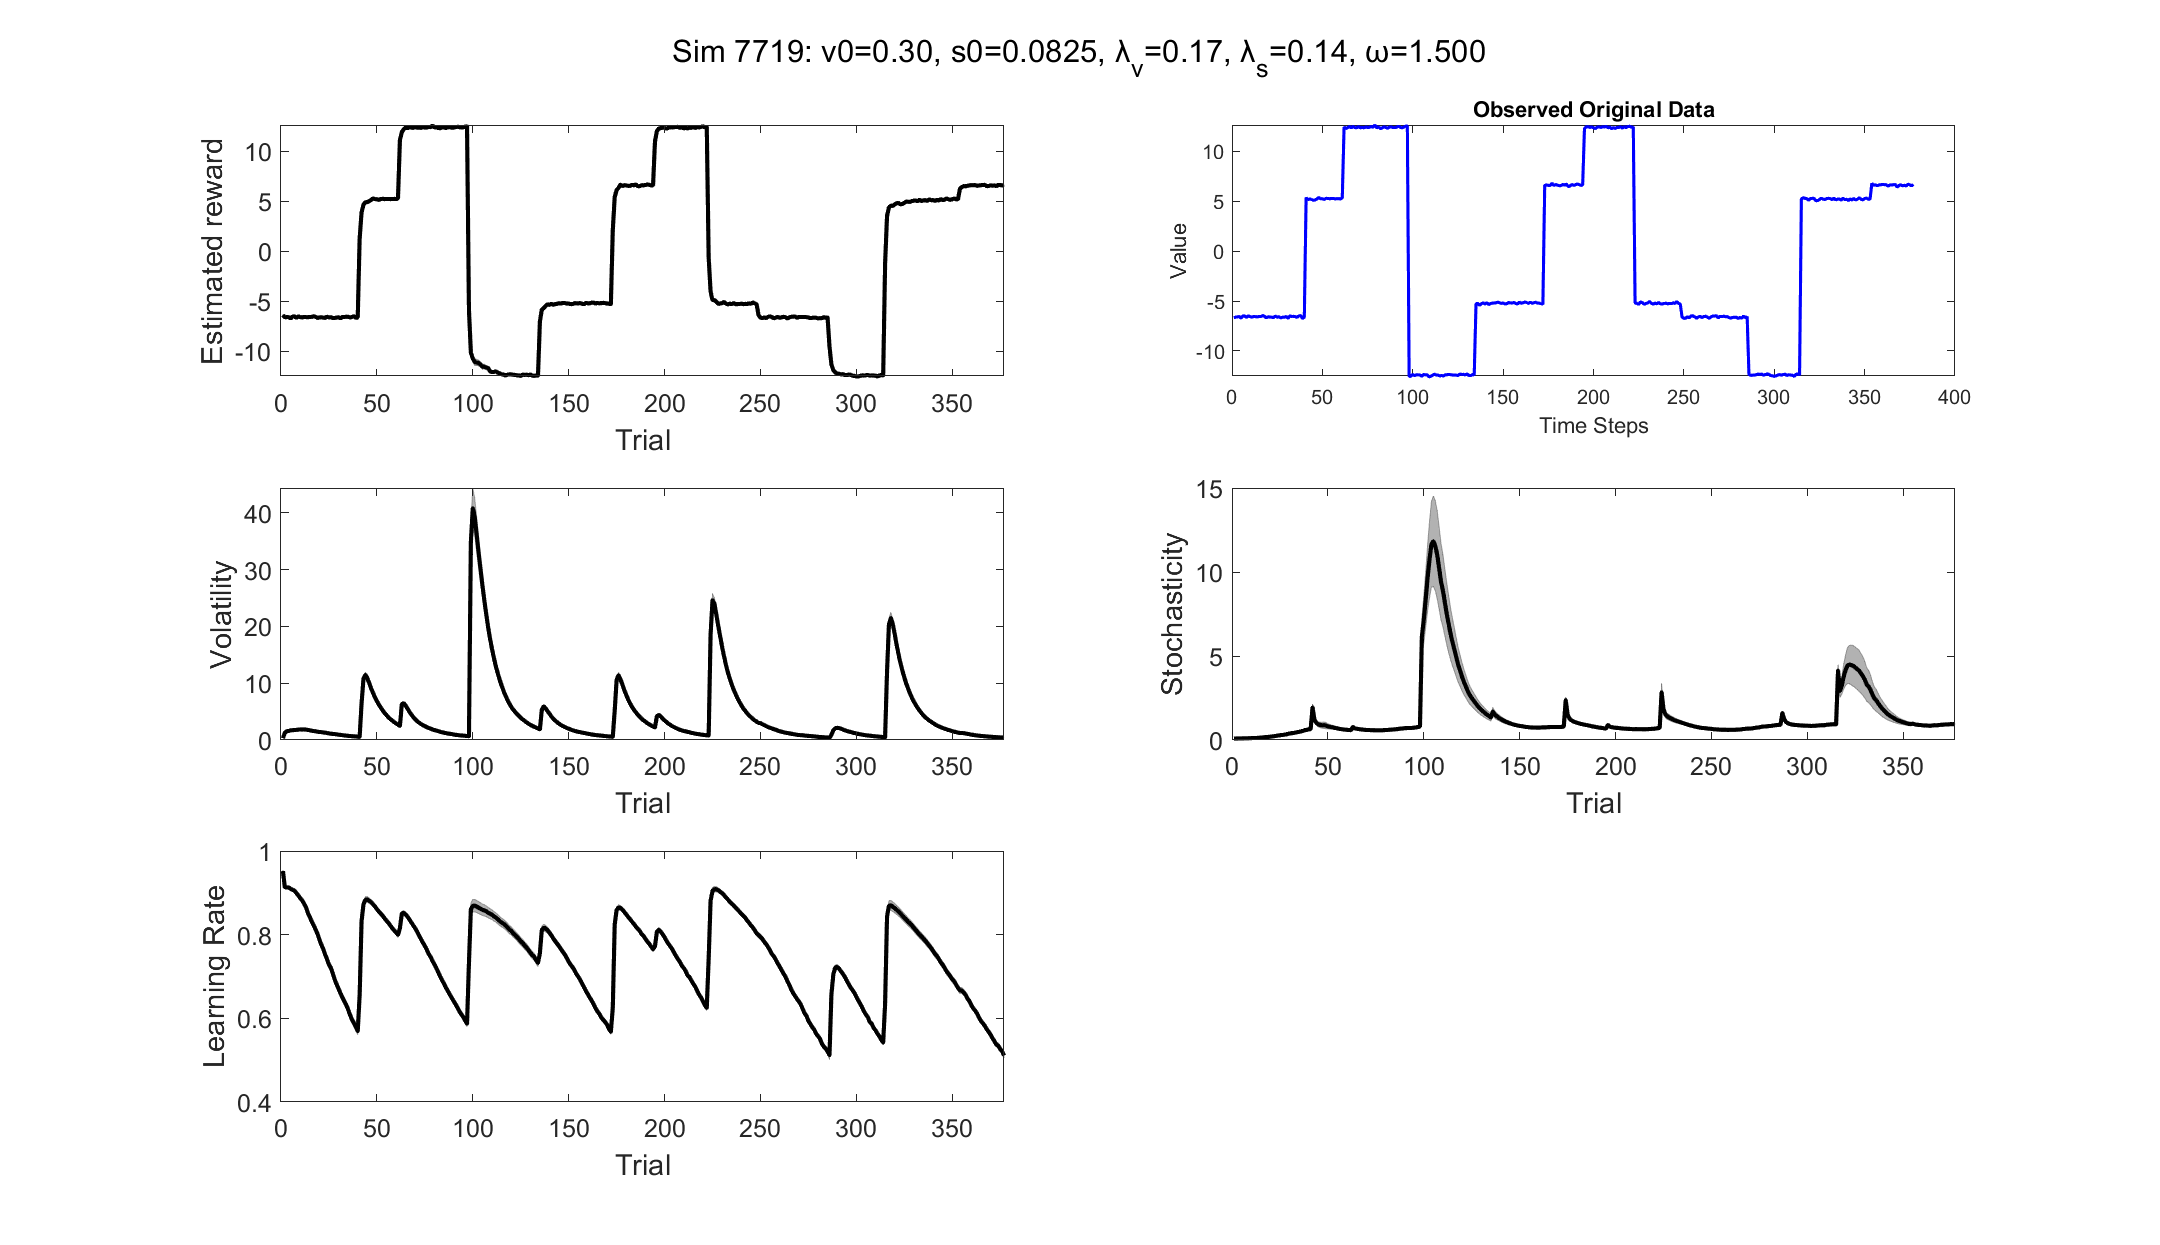 Sim 7719: v0=0.30, s0=0.0825, λ_v=0.17, λ_s=0.14, ω=1.500
Estimated reward
10
5
0
-5
-10
0 50 100 150 200 250 300 350
Trial
Observed Original Data
Value
10
5
0
-5
-10
0 50 100 150 200 250 300 350 400
Time Steps
Volatility
40
30
20
10
0
0 50 100 150 200 250 300 350
Trial
Stochasticity
15
10
5
0
0 50 100 150 200 250 300 350
Trial
Learning Rate
1
0.8
0.6
0.4
0 50 100 150 200 250 300 350
Trial